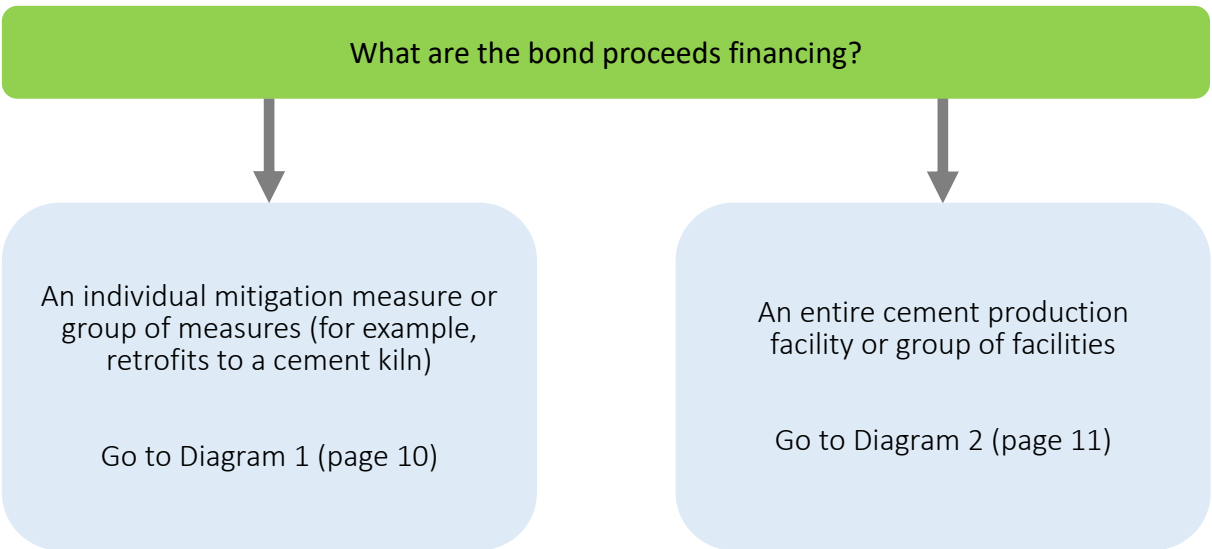 What are the bond proceeds financing?
An individual mitigation measure or
group of measures (for example,
retrofits to a cement kiln)
Go to Diagram 1 (page 10)
An entire cement production
facility or group of facilities
Go to Diagram 2 (page 11)